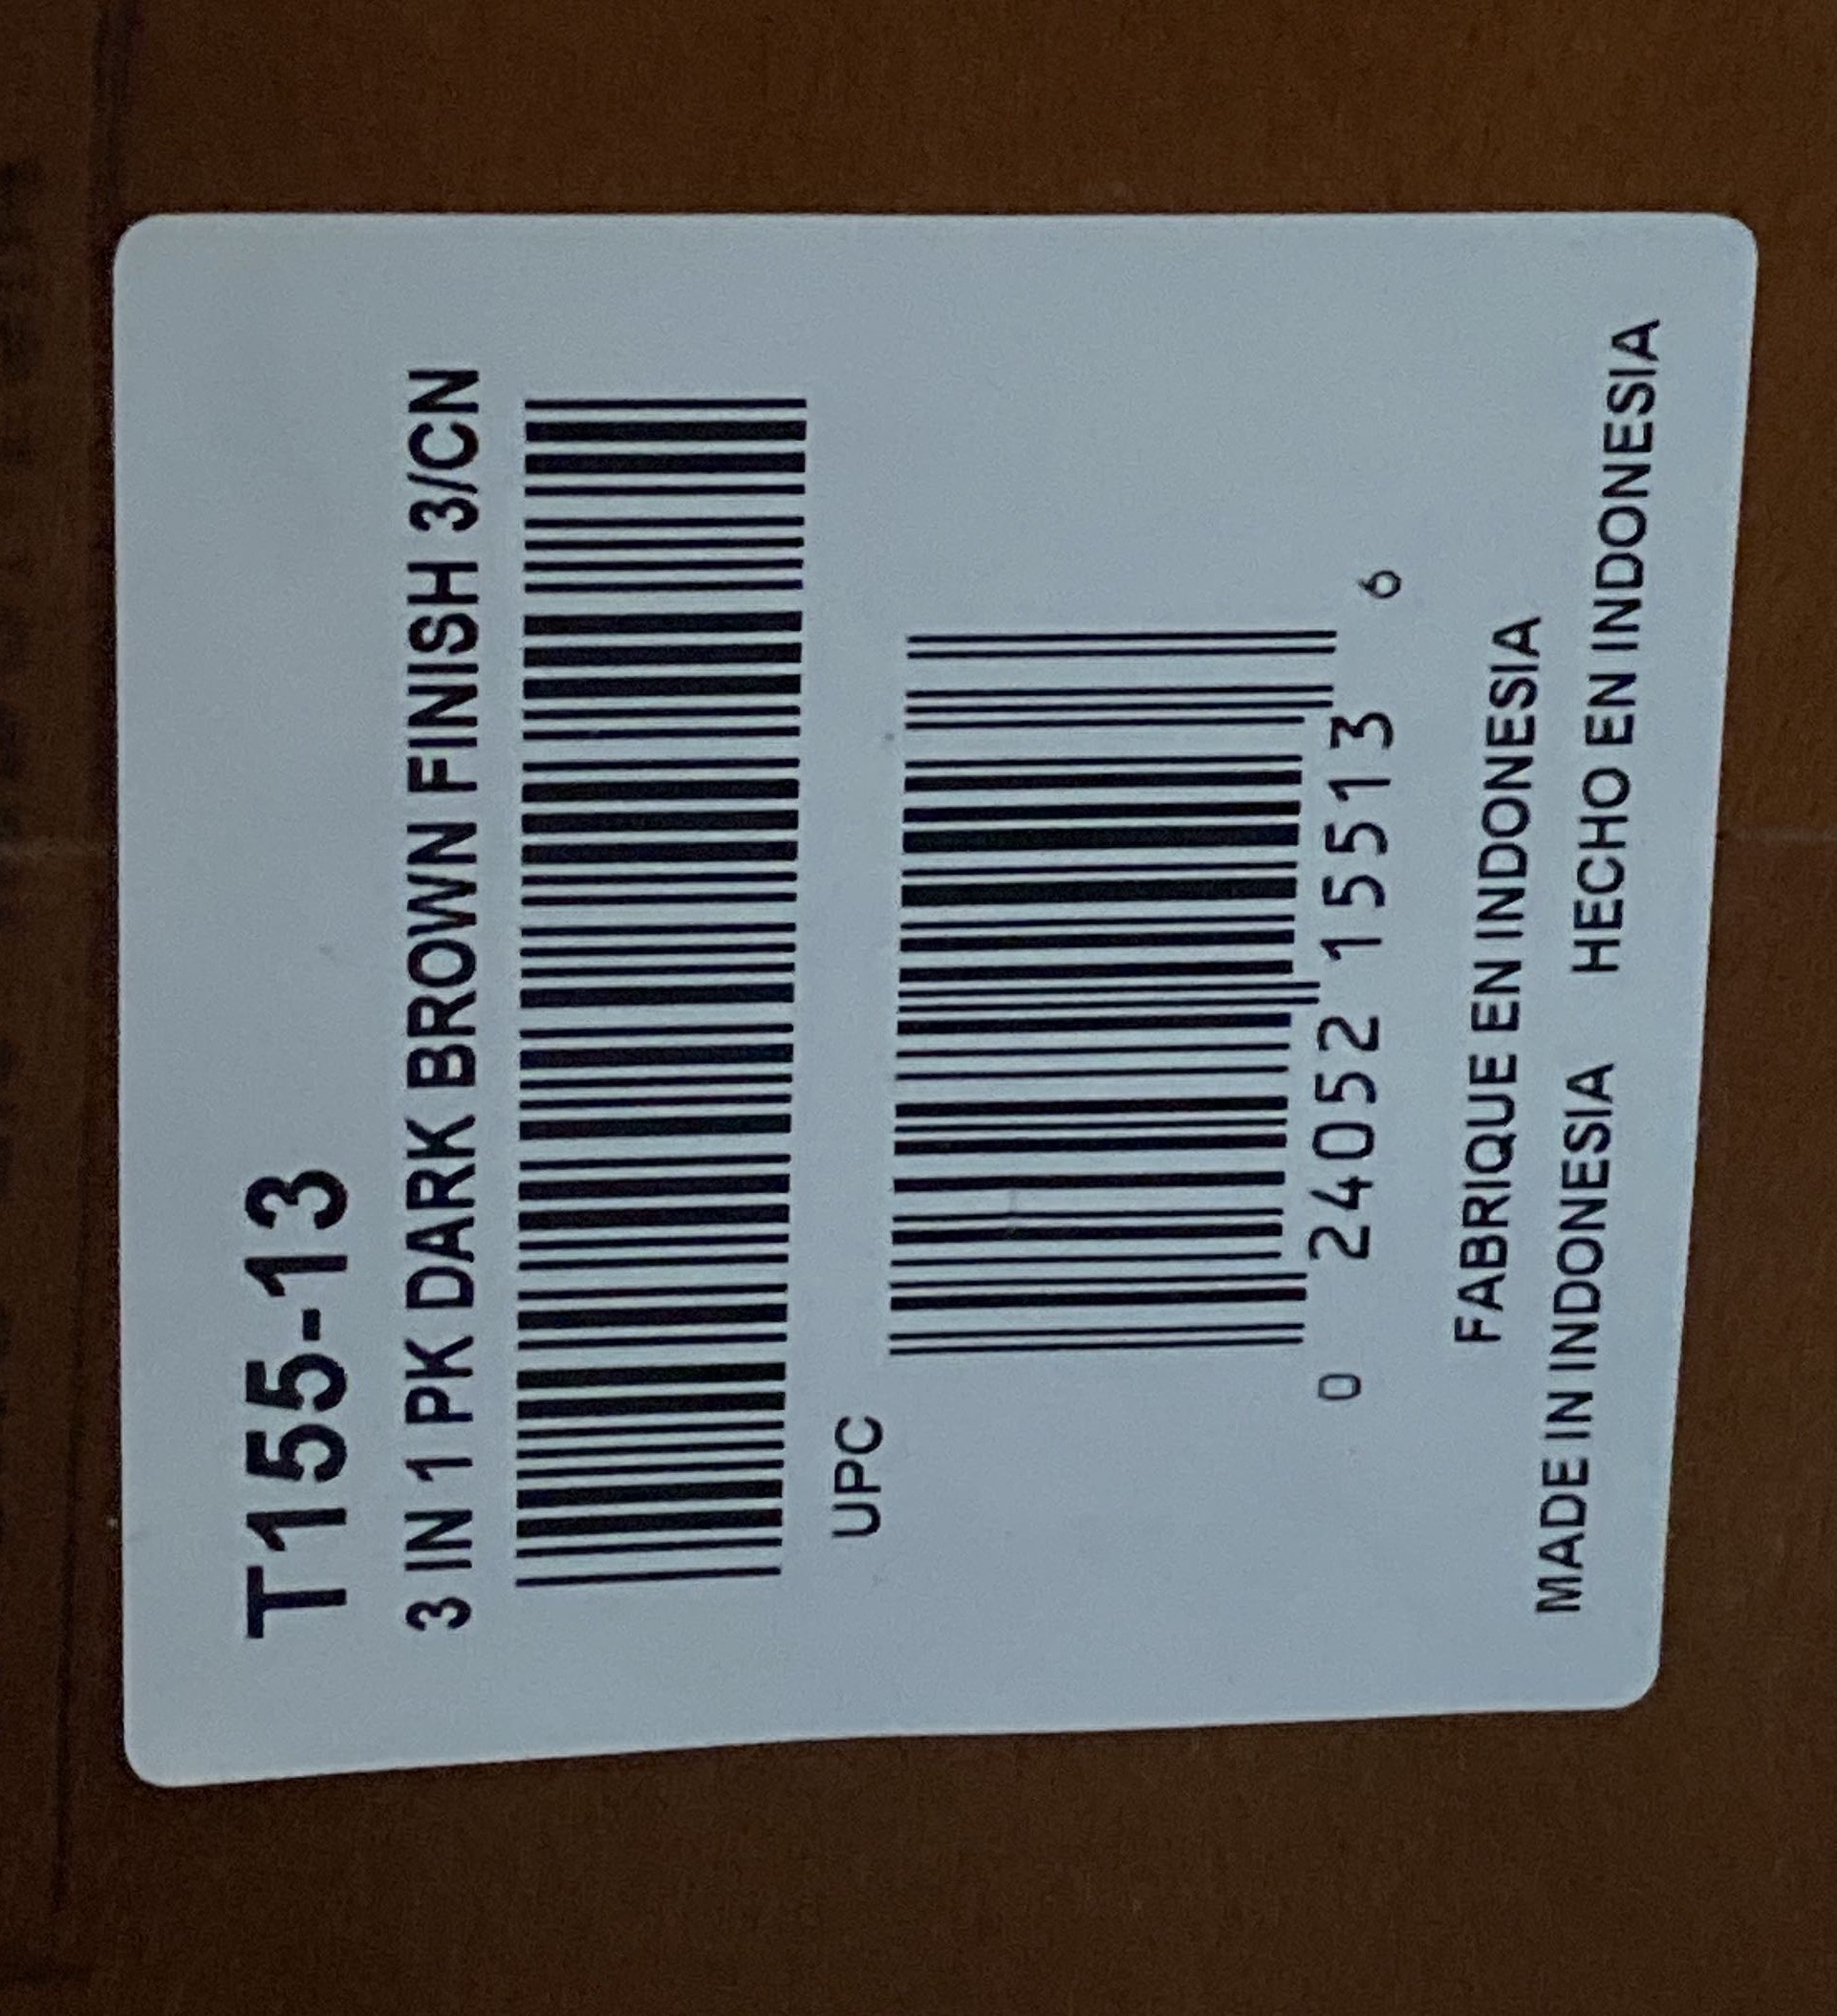 T155-13
3 IN 1 PK DARK BROWN FINISH 3/CN
UPC
0 24052 15513 6
FABRIQUE EN INDONESIA
MADE IN INDONESIA HECHO EN INDONESIA